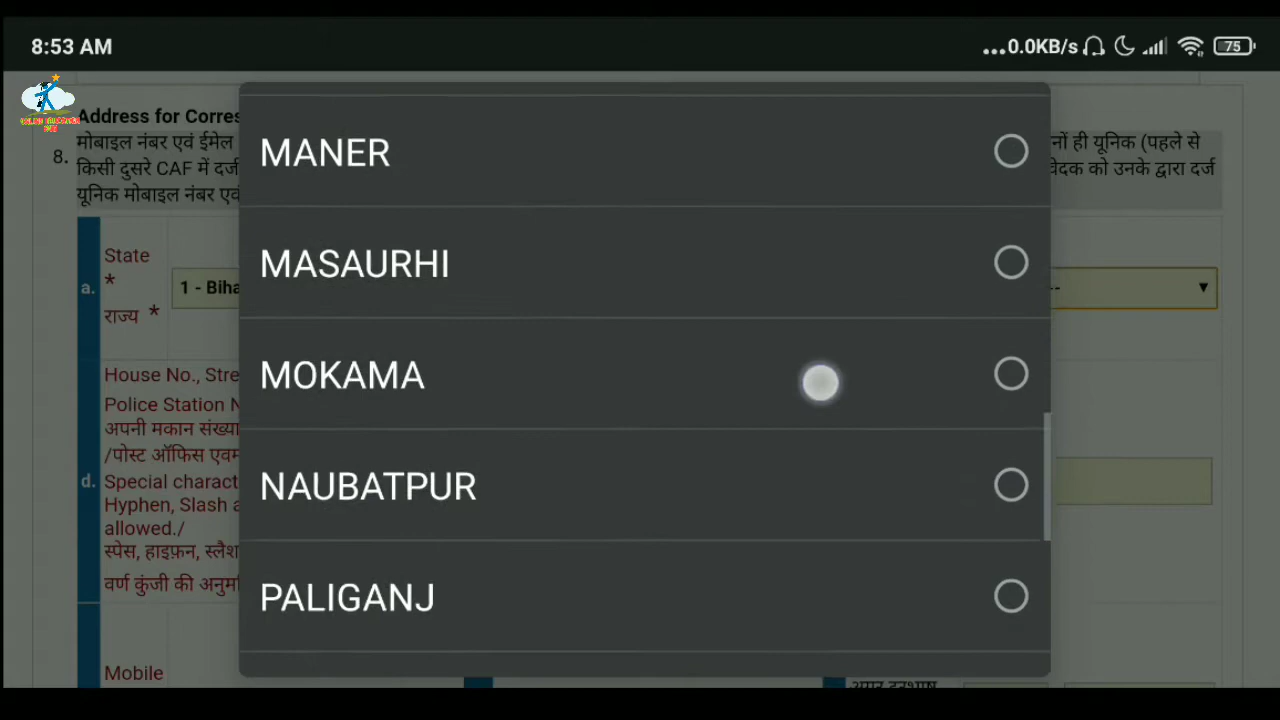 8:53 AM
...0.0KB/s
75
Address for Corres
8.
मोबाइल नंबर एवं ईमेल
नों ही यूनिक (पहले से
किसी दुसरे CAF में दर्ज
वेदक को उनके द्वारा दर्ज
यूनिक मोबाइल नंबर एवं
MANER
MASAURHI
MOKAMA
NAUBATPUR
PALIGANJ
State
*
a.
राज्य *
1 - Biha
--
House No., Stre
Police Station N
अपनी मकान संख्या
/पोस्ट ऑफिस एवम
d.
Special charact
Hyphen, Slash a
allowed./
स्पेस, हाइफ़न, स्लैश
वर्ण कुंजी की अनुमति
Mobile